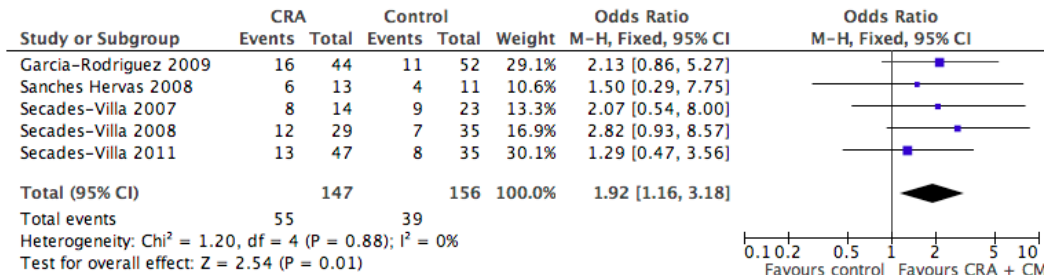 CRA Control Odds Ratio Odds Ratio
Study or Subgroup Events Total Events Total Weight M-H, Fixed, 95% CI M-H, Fixed, 95% CI
Garcia-Rodriguez 2009 16 44 11 52 29.1% 2.13 [0.86, 5.27]
Sanches Hervas 2008 6 13 4 11 10.6% 1.50 [0.29, 7.75]
Secades-Villa 2007 8 14 9 23 13.3% 2.07 [0.54, 8.00]
Secades-Villa 2008 12 29 7 35 16.9% 2.82 [0.93, 8.57]
Secades-Villa 2011 13 47 8 35 30.1% 1.29 [0.47, 3.56]
Total (95% CI) 147 156 100.0% 1.92 [1.16, 3.18]
Total events 55 39
Heterogeneity: Chi² = 1.20, df = 4 (P = 0.88); I² = 0%
Test for overall effect: Z = 2.54 (P = 0.01)
0.1 0.2 0.5 1 2 5 10
Favours control Favours CRA + CM